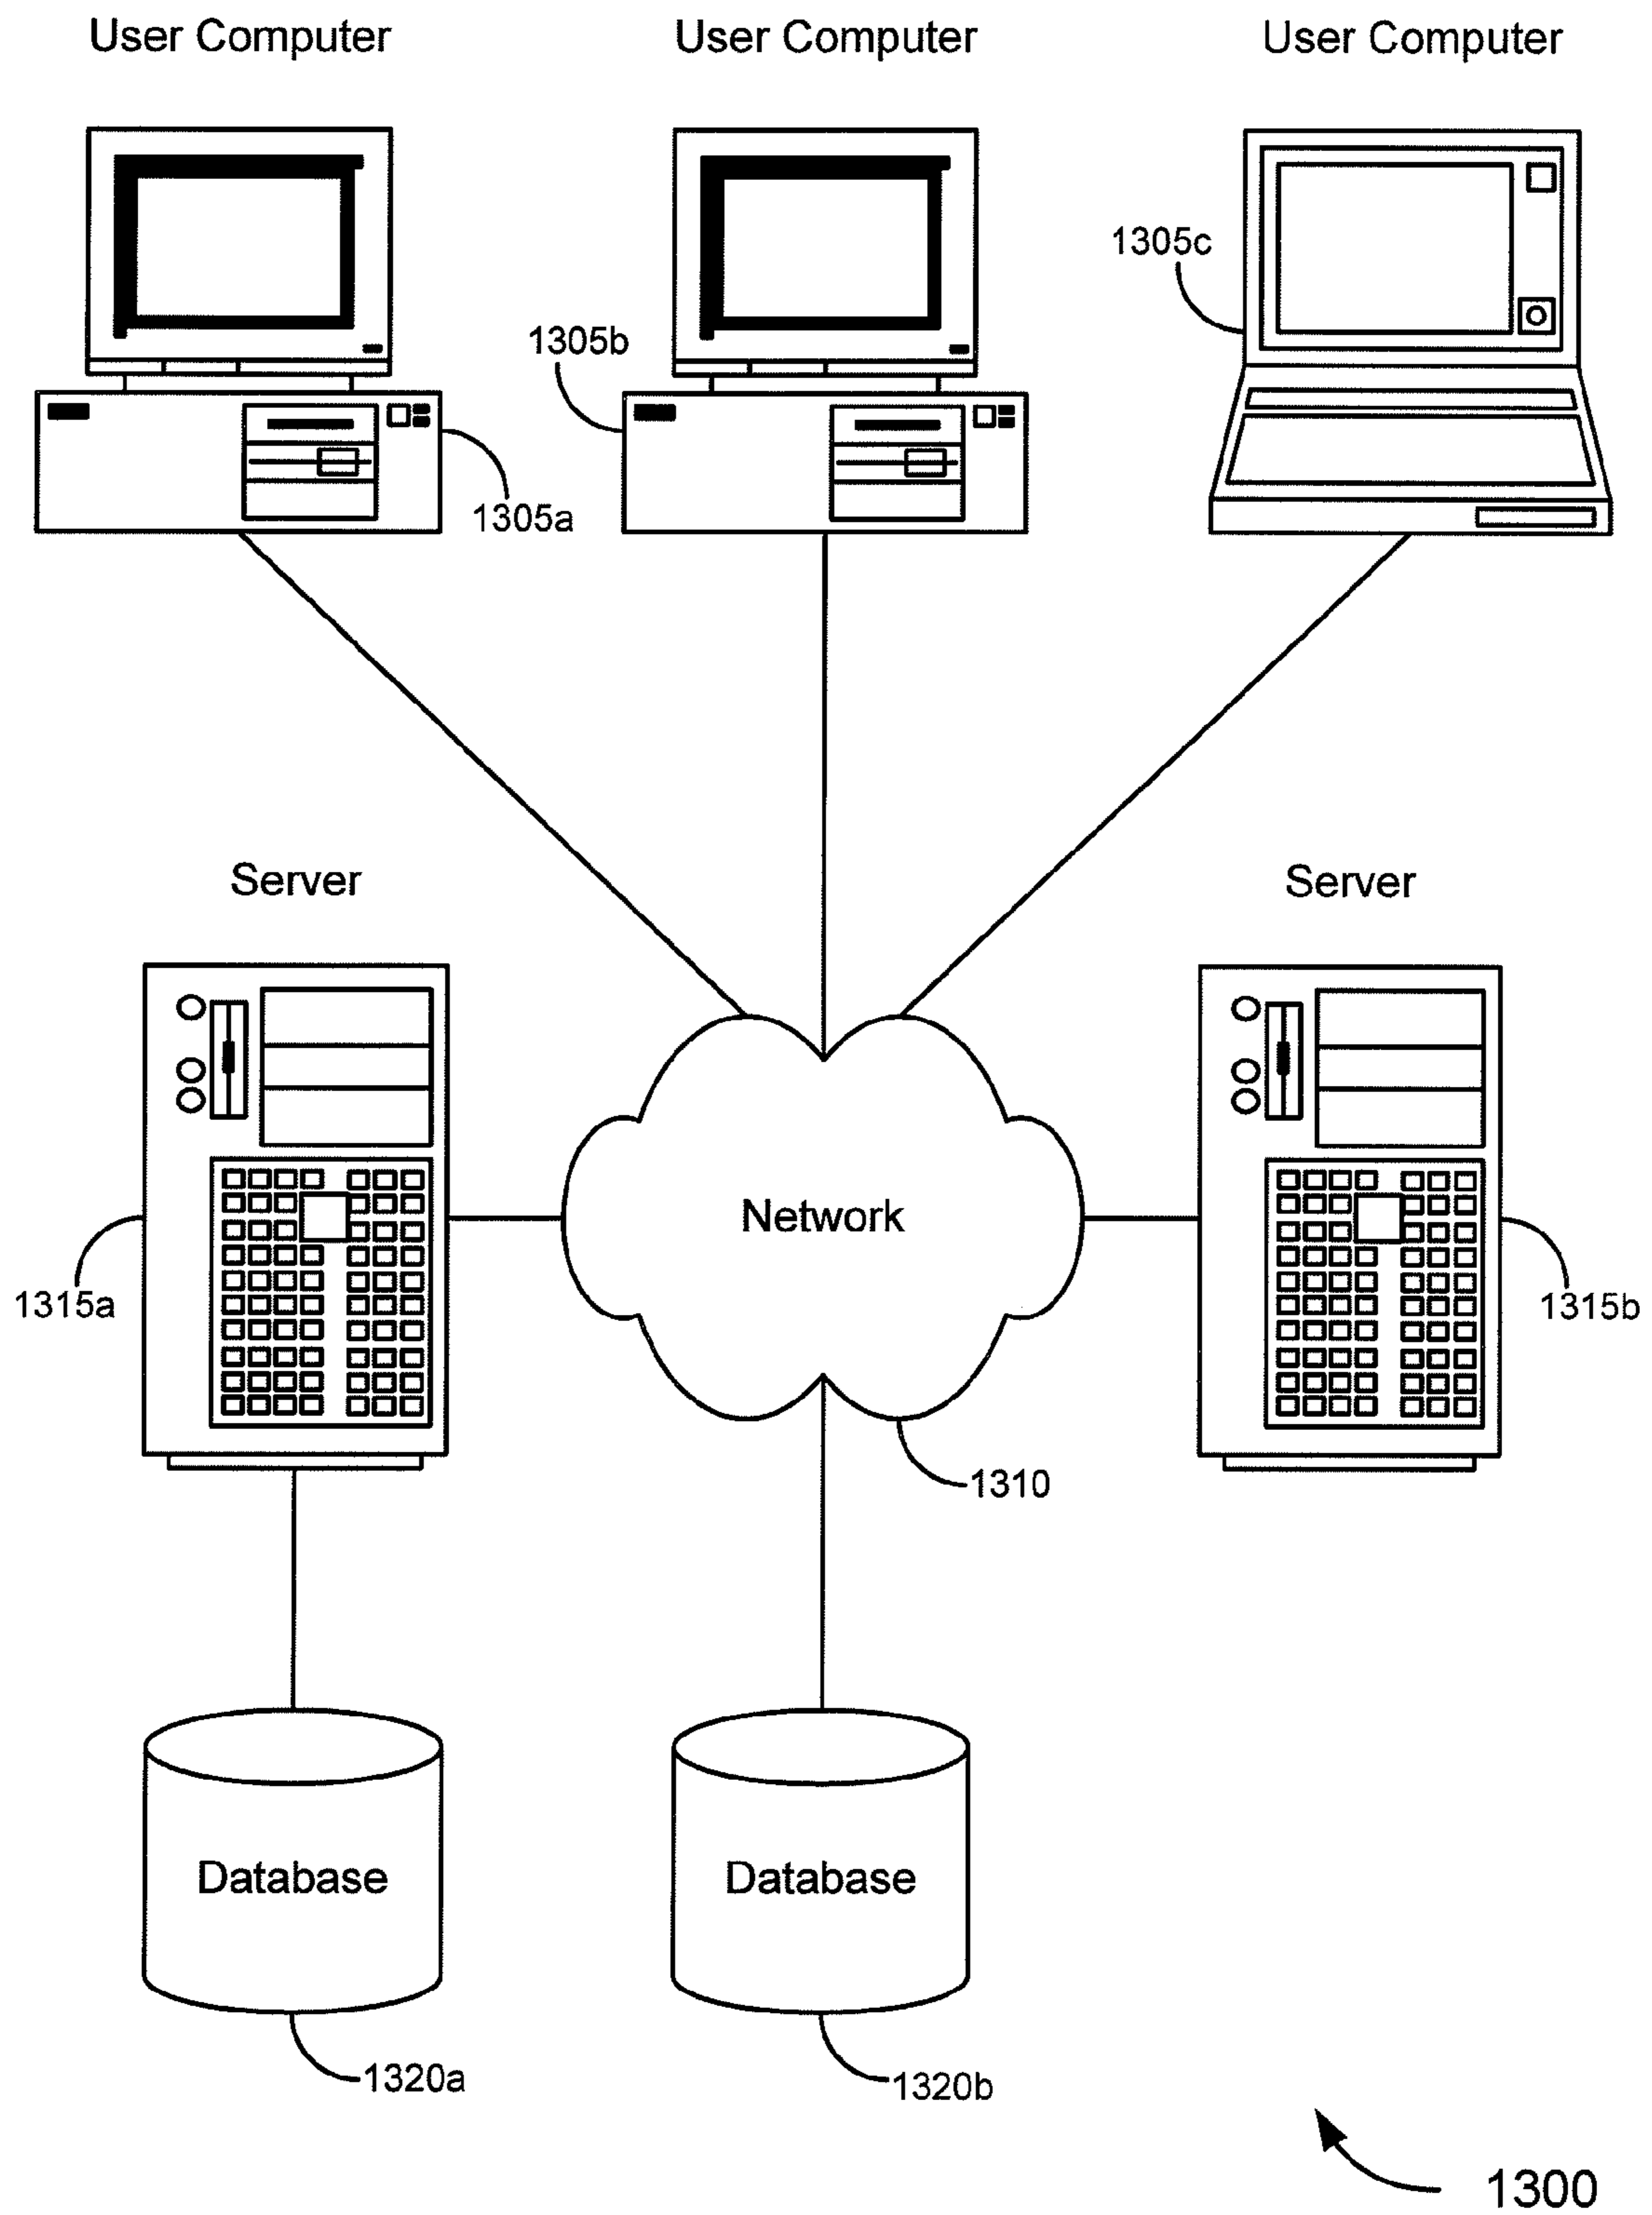 User Computer
User Computer
User Computer
1305c
1305b
1305a
Server
Server
Network
1315a
1315b
1310
Database
Database
1320a
1320b
1300